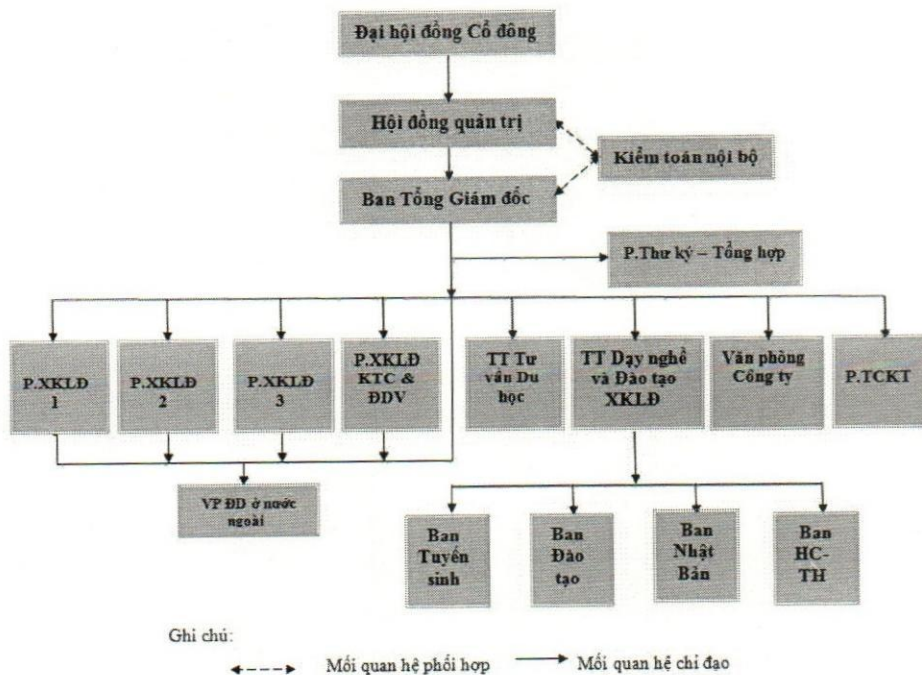 Đại hội đồng Cổ đông
Hội đồng quản trị
Kiểm toán nội bộ
Ban Tổng Giám đốc
P.Thư ký – Tổng hợp
P.XKLĐ
1
P.XKLĐ
2
P.XKLĐ
3
P.XKLĐ
KTC &
ĐDV
TT Tư
vấn Du
học
TT Dạy nghề
và Đào tạo
XKLĐ
Văn phòng
Công ty
P.TCKT
VP ĐD ở nước
ngoài
Ban
Tuyển
sinh
Ban
Đào
tạo
Ban
Nhật
Bản
Ban
HC-
TH
Ghi chú:
Mối quan hệ phối hợp
Mối quan hệ chỉ đạo